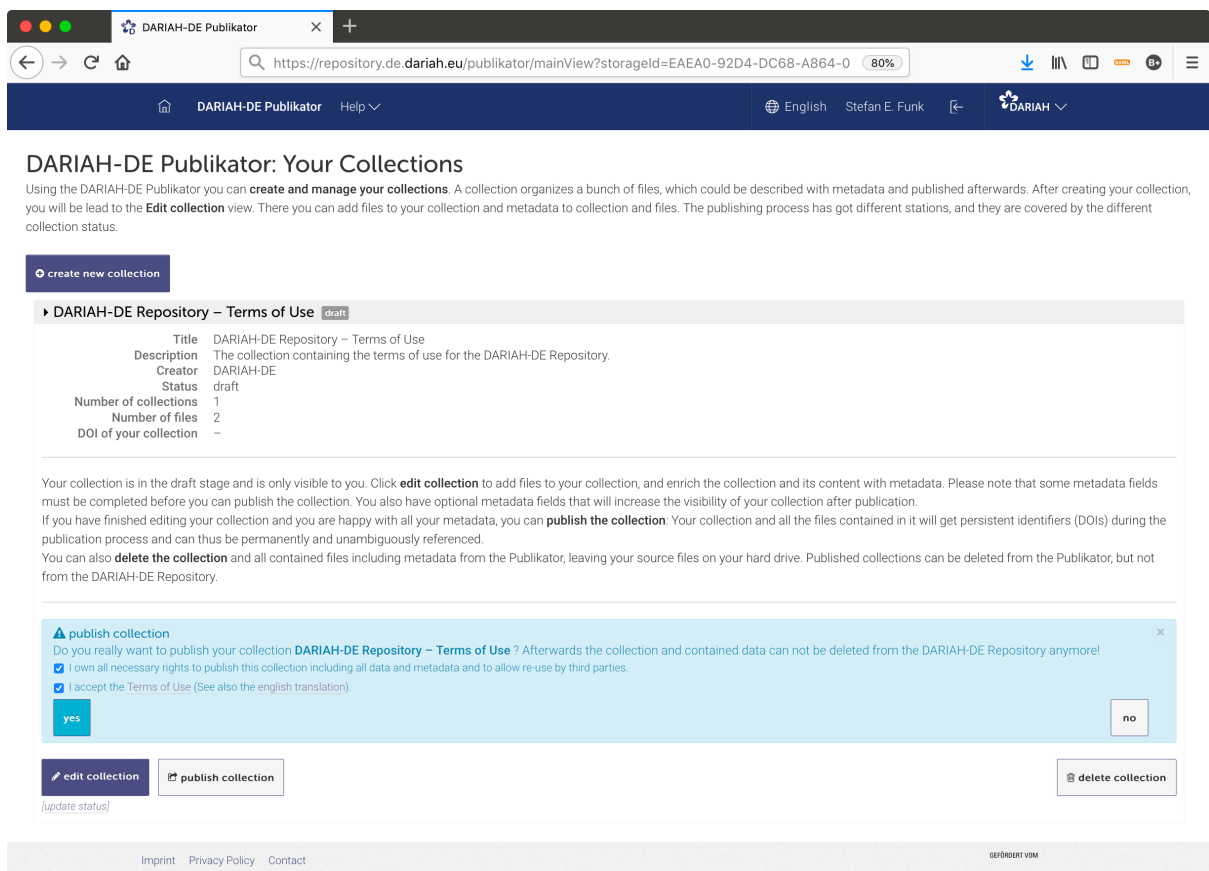 DARIAH-DE Publikator
https://repository.de.dariah.eu/publikator/mainView?storageId=EAEA0-92D4-DC68-A864-0 80%
DARIAH-DE Publikator Help English Stefan E. Funk DARIAH
DARIAH-DE Publikator: Your Collections
Using the DARIAH-DE Publikator you can create and manage your collections. A collection organizes a bunch of files, which could be described with metadata and published afterwards. After creating your collection,
you will be lead to the Edit collection view. There you can add files to your collection and metadata to collection and files. The publishing process has got different stations, and they are covered by the different
collection status.
create new collection
DARIAH-DE Repository – Terms of Use draft
Title DARIAH-DE Repository – Terms of Use
Description The collection containing the terms of use for the DARIAH-DE Repository.
Creator DARIAH-DE
Status draft
Number of collections 1
Number of files 2
DOI of your collection –
Your collection is in the draft stage and is only visible to you. Click edit collection to add files to your collection, and enrich the collection and its content with metadata. Please note that some metadata fields
must be completed before you can publish the collection. You also have optional metadata fields that will increase the visibility of your collection after publication.
If you have finished editing your collection and you are happy with all your metadata, you can publish the collection: Your collection and all the files contained in it will get persistent identifiers (DOIs) during the
publication process and can thus be permanently and unambiguously referenced.
You can also delete the collection and all contained files including metadata from the Publikator, leaving your source files on your hard drive. Published collections can be deleted from the Publikator, but not
from the DARIAH-DE Repository.
publish collection
Do you really want to publish your collection DARIAH-DE Repository – Terms of Use ? Afterwards the collection and contained data can not be deleted from the DARIAH-DE Repository anymore!
I own all necessary rights to publish this collection including all data and metadata and to allow re-use by third parties.
I accept the Terms of Use (See also the english translation).
yes no
edit collection publish collection delete collection
[update status]
Imprint Privacy Policy Contact GEFÖRDERT VOM